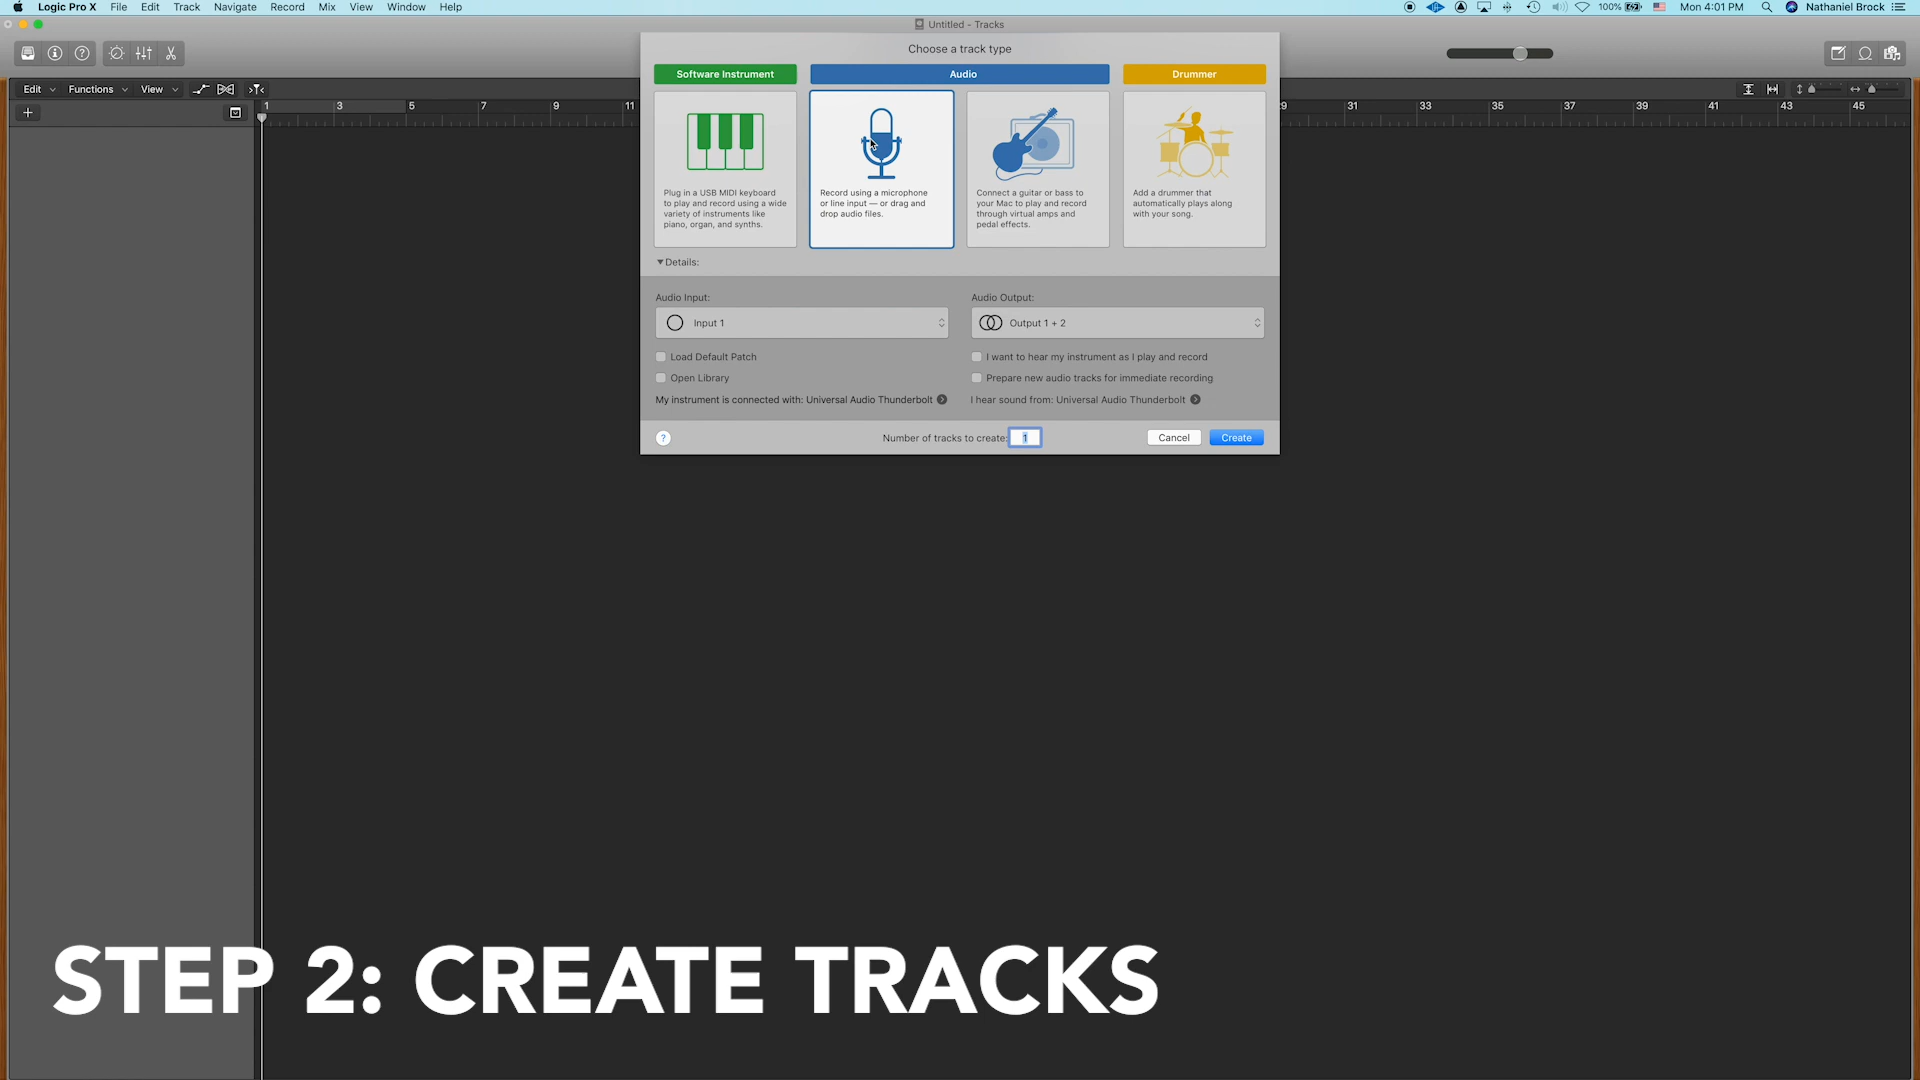 Logic Pro X File Edit Track Navigate Record Mix View Window Help
100% Mon 4:01 PM Nathaniel Brock
Untitled - Tracks
Choose a track type
Software Instrument Audio Drummer
Edit Functions View
1 3 5 7 9 11 29 31 33 35 37 39 41 43 45
Plug in a USB MIDI keyboard
to play and record using a wide
variety of instruments like
piano, organ, and synths.
Record using a microphone
or line input — or drag and
drop audio files.
Connect a guitar or bass to
your Mac to play and record
through virtual amps and
pedal effects.
Add a drummer that
automatically plays along
with your song.
Details:
Audio Input:
Input 1
Load Default Patch
Open Library
My instrument is connected with: Universal Audio Thunderbolt
Audio Output:
Output 1 + 2
I want to hear my instrument as I play and record
Prepare new audio tracks for immediate recording
I hear sound from: Universal Audio Thunderbolt
? Number of tracks to create: 1 Cancel Create
STEP 2: CREATE TRACKS